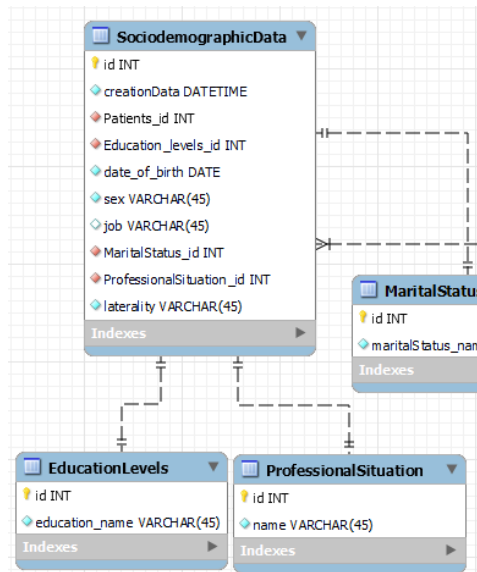 SociodemographicData
id INT
creationData DATETIME
Patients_id INT
Education_levels_id INT
date_of_birth DATE
sex VARCHAR(45)
job VARCHAR(45)
MaritalStatus_id INT
ProfessionalSituation_id INT
laterality VARCHAR(45)
Indexes
MaritalStatus
id INT
maritalStatus_nam
Indexes
EducationLevels
id INT
education_name VARCHAR(45)
Indexes
ProfessionalSituation
id INT
name VARCHAR(45)
Indexes